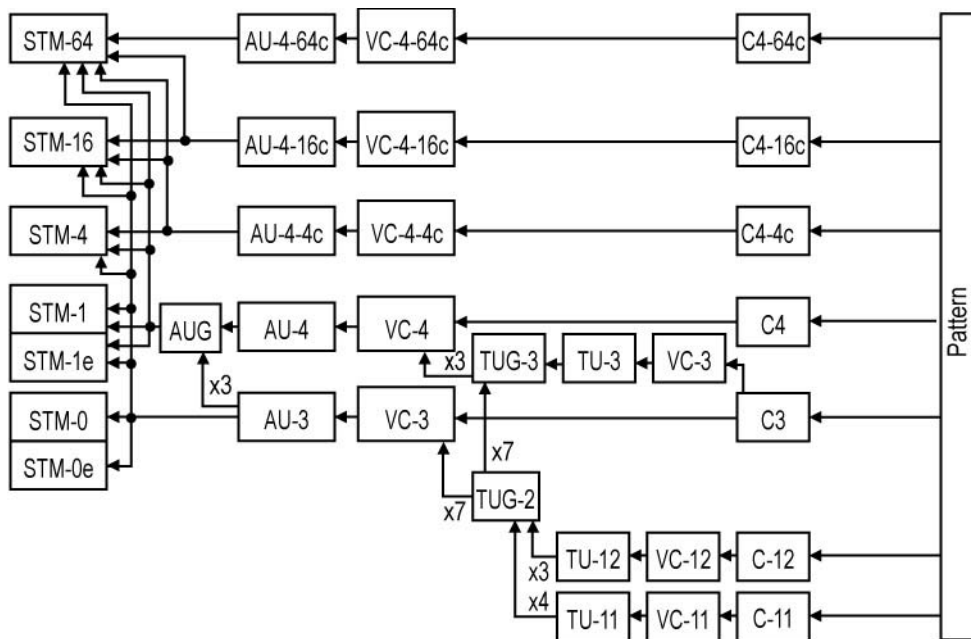 STM-64
AU-4-64c
VC-4-64c
C4-64c
STM-16
AU-4-16c
VC-4-16c
C4-16c
STM-4
AU-4-4c
VC-4-4c
C4-4c
STM-1
AUG
AU-4
VC-4
C4
STM-1e
x3
x3
TUG-3
TU-3
VC-3
STM-0
AU-3
VC-3
C3
STM-0e
x7
x7
TUG-2
x3
TU-12
VC-12
C-12
x4
TU-11
VC-11
C-11
Pattern